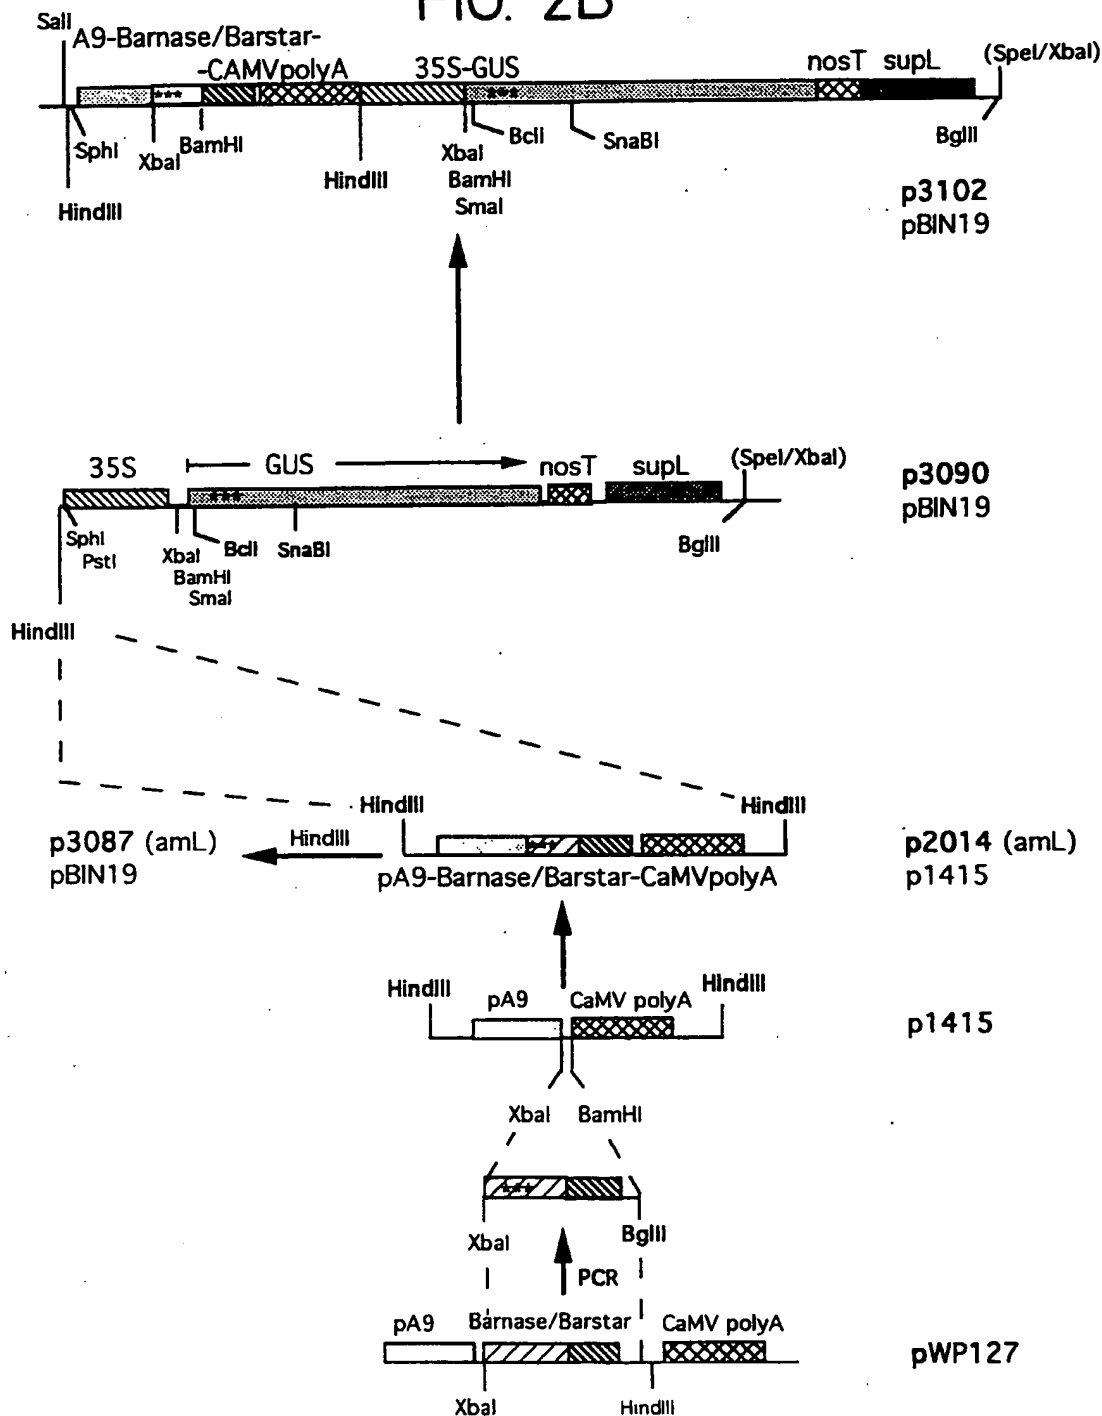 FIG. 2B
SalI
A9-Barnase/Barstar-
-CAMVpolyA
35S-GUS
nosT
supL
(SpeI/XbaI)
***
***
SphI
XbaI
BamHI
HindIII
HindIII
XbaI
BamHI
SmaI
BclI
SnaBI
BglII
p3102
pBIN19
35S
GUS
nosT
supL
(SpeI/XbaI)
***
p3090
pBIN19
SphI
PstI
XbaI
BamHI
SmaI
BclI
SnaBI
BglII
HindIII
HindIII
HindIII
p3087 (amL)
pBIN19
HindIII
***
p2014 (amL)
p1415
pA9-Barnase/Barstar-CaMVpolyA
HindIII
pA9
CaMV polyA
HindIII
p1415
XbaI
BamHI
***
XbaI
BglII
PCR
pA9
Barnase/Barstar
CaMV polyA
pWP127
XbaI
HindIII